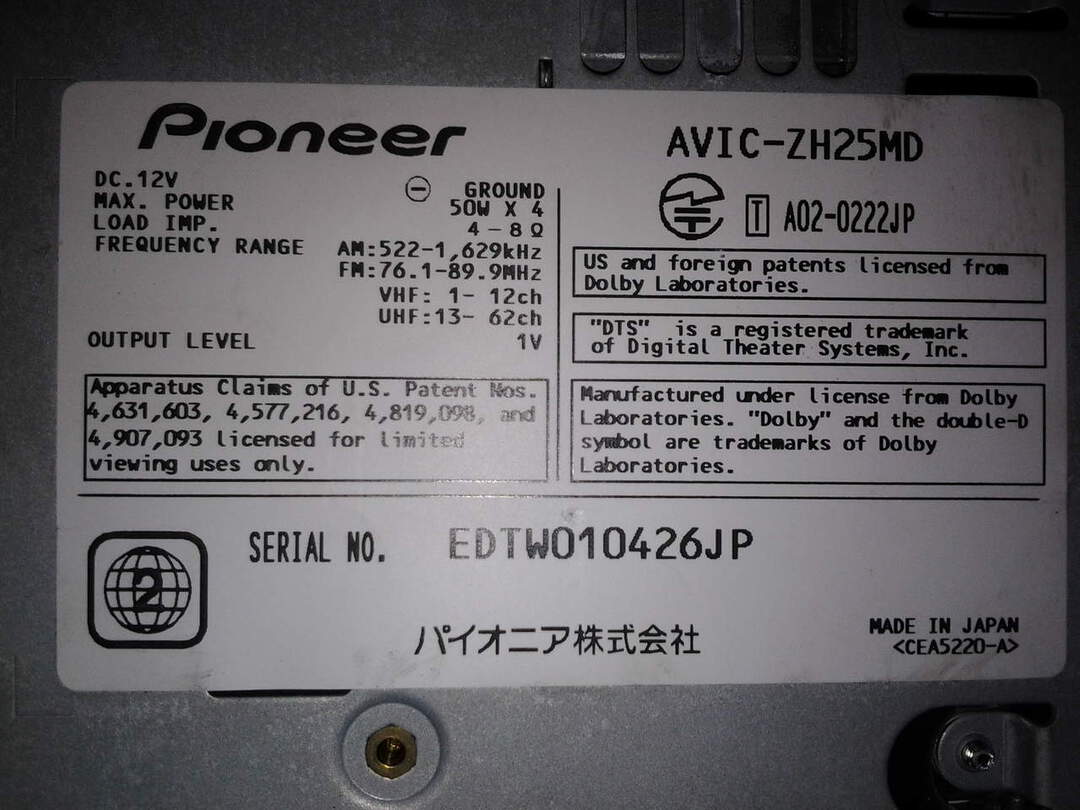 Pioneer
AVIC-ZH25MD
DC.12V ⊖ GROUND
MAX. POWER 50W X 4
LOAD IMP. 4-8Ω
FREQUENCY RANGE AM:522-1,629kHz
FM:76.1-89.9MHz
VHF: 1- 12ch
UHF:13- 62ch
OUTPUT LEVEL 1V
Apparatus Claims of U.S. Patent Nos.
4,631,603, 4,577,216, 4,819,098, and
4,907,093 licensed for limited
viewing uses only.
T A02-0222JP
US and foreign patents licensed from
Dolby Laboratories.
"DTS" is a registered trademark
of Digital Theater Systems, Inc.
Manufactured under license from Dolby
Laboratories. "Dolby" and the double-D
symbol are trademarks of Dolby
Laboratories.
2
SERIAL NO. EDTW010426JP
パイオニア株式会社
MADE IN JAPAN
<CEA5220-A>